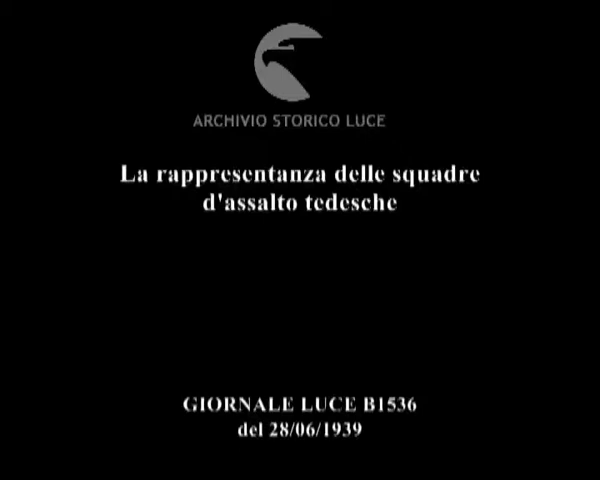 ARCHIVIO STORICO LUCE
La rappresentanza delle squadre
d'assalto tedesche
GIORNALE LUCE B1536
del 28/06/1939